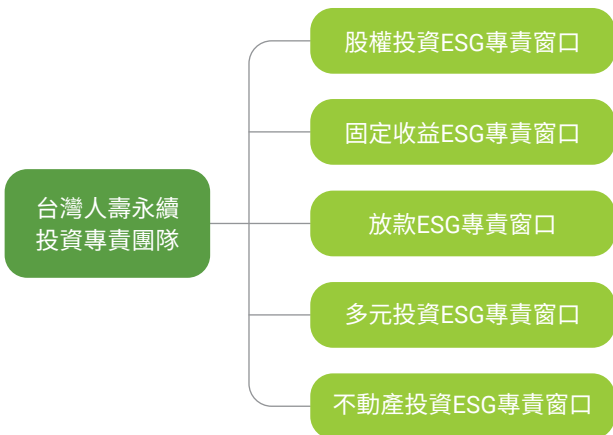 股權投資ESG專責窗口
固定收益ESG專責窗口
台灣人壽永續
投資專責團隊
放款ESG專責窗口
多元投資ESG專責窗口
不動產投資ESG專責窗口